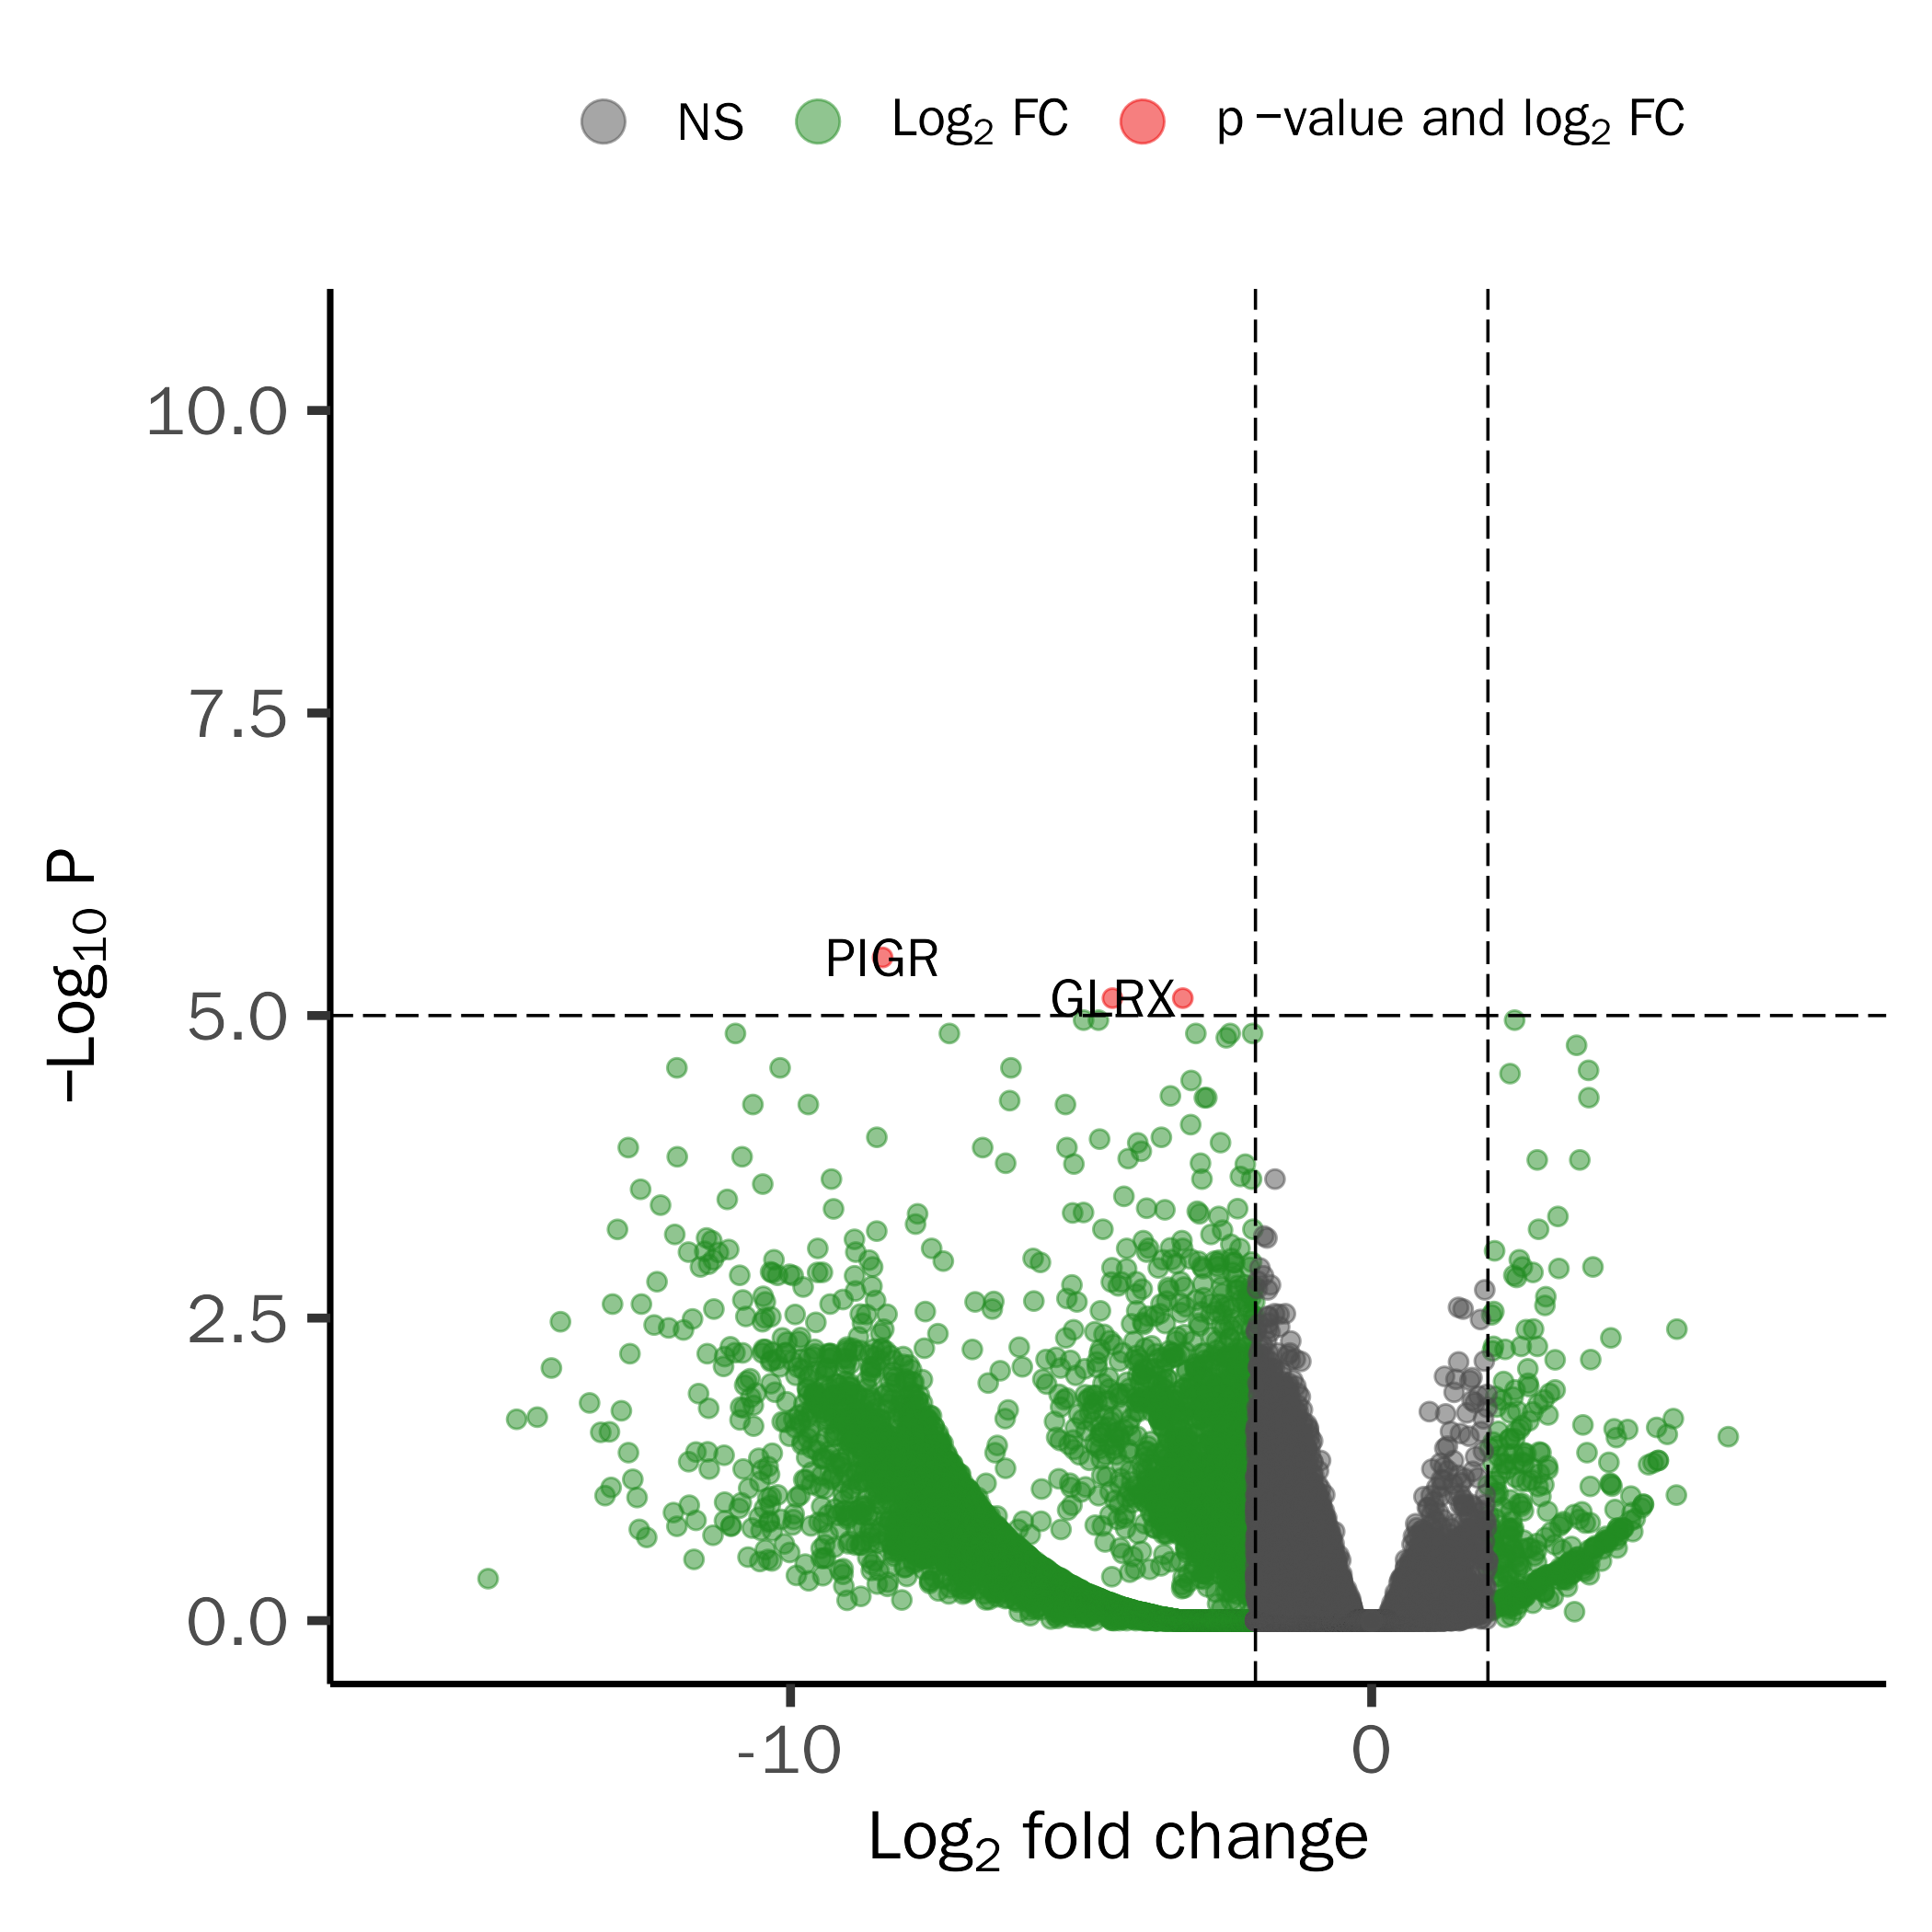 NS Log₂ FC p −value and log₂ FC
10.0
7.5
5.0
2.5
0.0
−Log₁₀ P
PIGR
GLRX
-10 0
Log₂ fold change